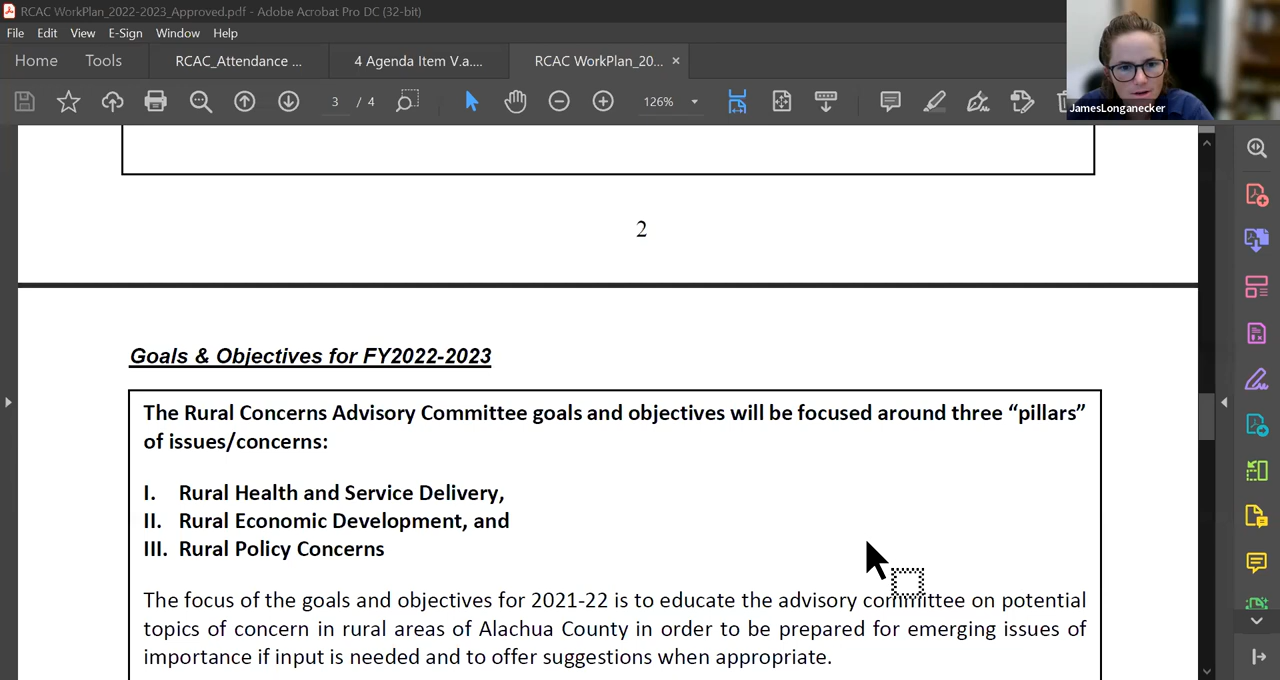 RCAC WorkPlan_2022-2023_Approved.pdf - Adobe Acrobat Pro DC (32-bit)
File Edit View E-Sign Window Help
Home Tools RCAC_Attendance ... 4 Agenda Item V.a.... RCAC WorkPlan_20... ×
3 / 4 126%
JamesLonganecker
2
Goals & Objectives for FY2022-2023
The Rural Concerns Advisory Committee goals and objectives will be focused around three “pillars”
of issues/concerns:
I. Rural Health and Service Delivery,
II. Rural Economic Development, and
III. Rural Policy Concerns
The focus of the goals and objectives for 2021-22 is to educate the advisory committee on potential
topics of concern in rural areas of Alachua County in order to be prepared for emerging issues of
importance if input is needed and to offer suggestions when appropriate.